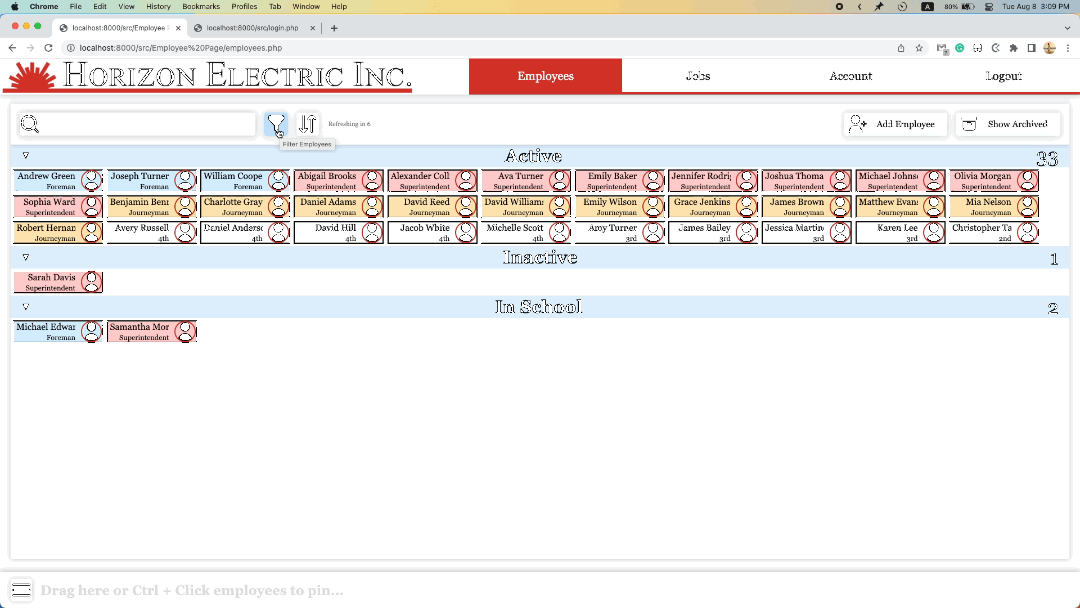 Chrome File Edit View History Bookmarks Profiles Tab Window Help A 80% Tue Aug 8 3:09 PM
localhost:8000/src/Employee localhost:8000/src/login.php
localhost:8000/src/Employee%20Page/employees.php
HORIZON ELECTRIC INC. Employees Jobs Account Logout
Refreshing in 6 Add Employee Show Archived
Filter Employees
Active 33
Andrew Green Joseph Turner William Coope Abigail Brooks Alexander Coll Ava Turner Emily Baker Jennifer Rodri Joshua Thoma Michael Johns Olivia Morgan
Foreman Foreman Foreman Superintendent Superintendent Superintendent Superintendent Superintendent Superintendent Superintendent Superintendent
Sophia Ward Benjamin Benn Charlotte Gray Daniel Adams David Reed David Williams Emily Wilson Grace Jenkins James Brown Matthew Evans Mia Nelson
Superintendent Journeyman Journeyman Journeyman Journeyman Journeyman Journeyman Journeyman Journeyman Journeyman Journeyman
Robert Hernan Avery Russell Daniel Anderso David Hill Jacob White Michelle Scott Amy Turner James Bailey Jessica Martin Karen Lee Christopher Ta
Journeyman 4th 4th 4th 4th 4th 3rd 3rd 3rd 3rd 2nd
Inactive 1
Sarah Davis
Superintendent
In School 2
Michael Edwar Samantha Mor
Foreman Superintendent
Drag here or Ctrl + Click employees to pin...